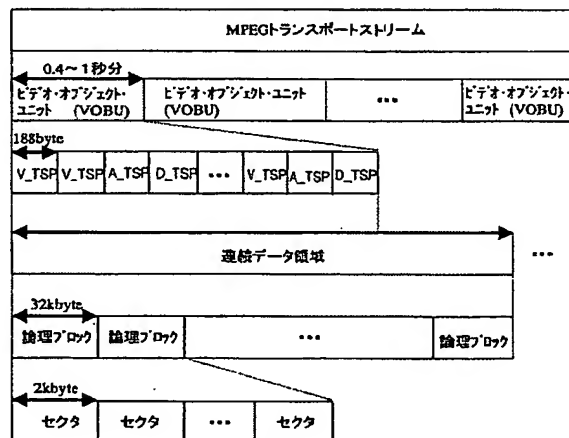 MPEGトランスポートストリーム
0.4～1秒分
ビデオ・オブジェクト・
ユニット (VOBU)
ビデオ・オブジェクト・ユニット
(VOBU)
・・・
ビデオ・オブジェクト・
ユニット (VOBU)
188byte
V_TSP V_TSP A_TSP D_TSP ・・・ V_TSP A_TSP D_TSP
連続データ領域
・・・
32kbyte
論理ブロック 論理ブロック ・・・ 論理ブロック
2kbyte
セクタ セクタ ・・・ セクタ